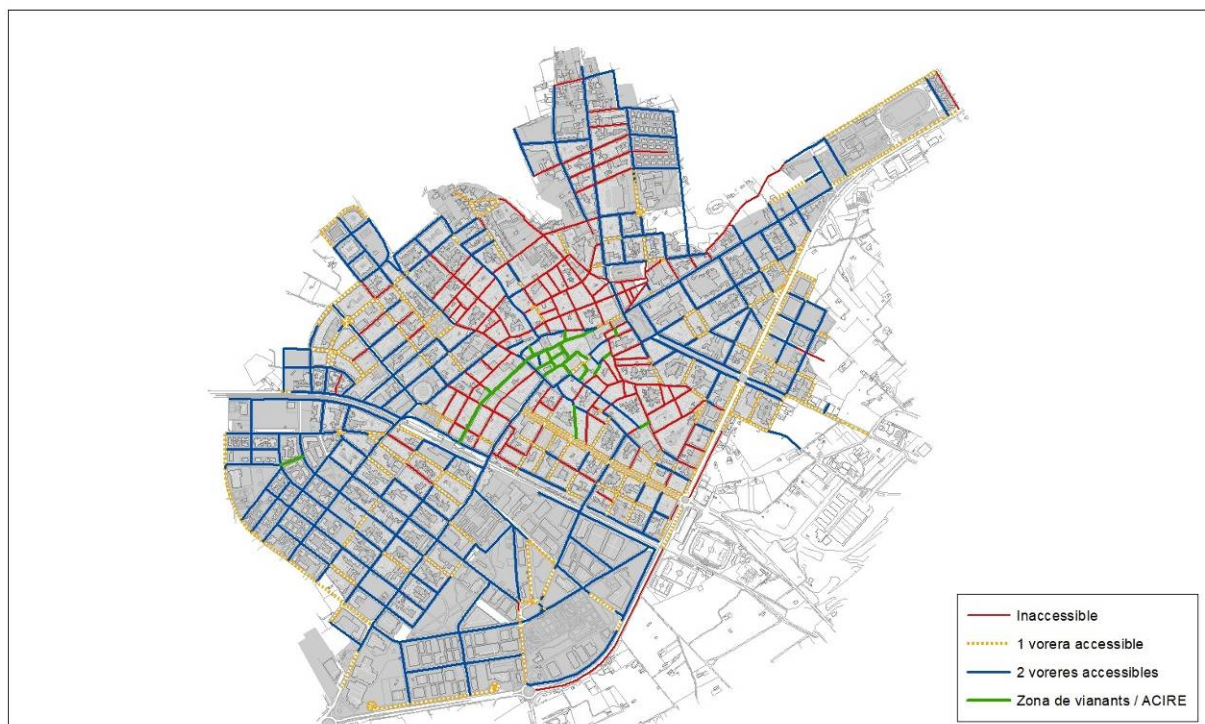 Inaccessible
1 vorera accessible
2 voreres accessibles
Zona de vianants / ACIRE